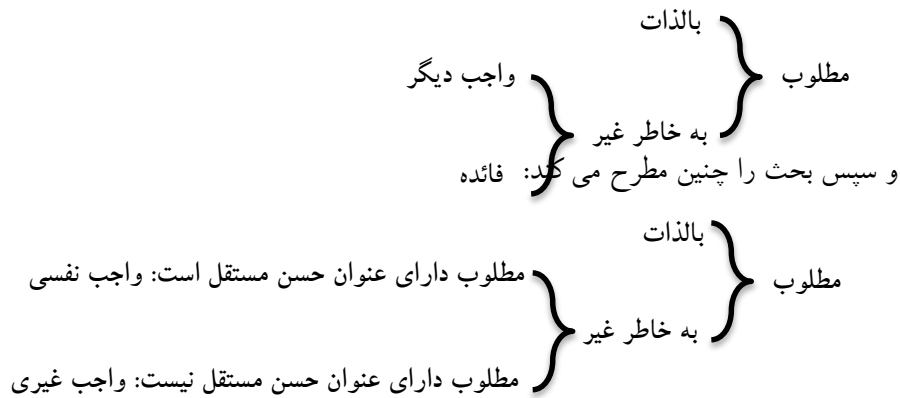 بالذات
مطلوب
واجب دیگر
به خاطر غیر
و سپس بحث را چنین مطرح می کند:
فائده
بالذات
مطلوب دارای عنوان حسن مستقل است: واجب نفسی
مطلوب
به خاطر غیر
مطلوب دارای عنوان حسن مستقل نیست: واجب غیری